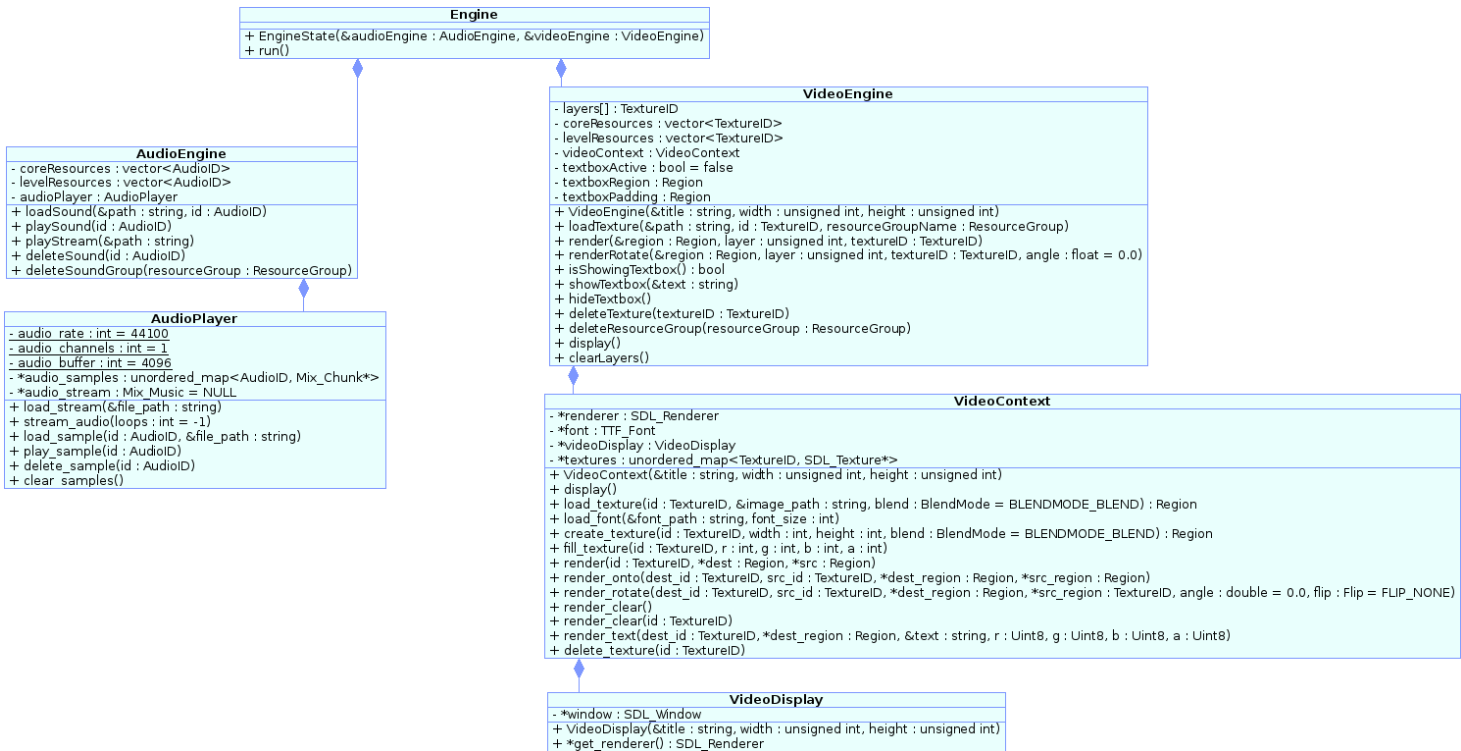 Engine
+ EngineState(&audioEngine : AudioEngine, &videoEngine : VideoEngine)
+ run()
AudioEngine
- coreResources : vector<AudioID>
- levelResources : vector<AudioID>
- audioPlayer : AudioPlayer
+ loadSound(&path : string, id : AudioID)
+ playSound(id : AudioID)
+ playStream(&path : string)
+ deleteSound(id : AudioID)
+ deleteSoundGroup(resourceGroup : ResourceGroup)
AudioPlayer
- audio_rate : int = 44100
- audio_channels : int = 1
- audio_buffer : int = 4096
- *audio_samples : unordered_map<AudioID, Mix_Chunk*>
- *audio_stream : Mix_Music = NULL
+ load_stream(&file_path : string)
+ stream_audio(loops : int = -1)
+ load_sample(id : AudioID, &file_path : string)
+ play_sample(id : AudioID)
+ delete_sample(id : AudioID)
+ clear_samples()
VideoEngine
- layers[] : TextureID
- coreResources : vector<TextureID>
- levelResources : vector<TextureID>
- videoContext : VideoContext
- textboxActive : bool = false
- textboxRegion : Region
- textboxPadding : Region
+ VideoEngine(&title : string, width : unsigned int, height : unsigned int)
+ loadTexture(&path : string, id : TextureID, resourceGroupName : ResourceGroup)
+ render(&region : Region, layer : unsigned int, textureID : TextureID)
+ renderRotate(&region : Region, layer : unsigned int, textureID : TextureID, angle : float = 0.0)
+ isShowingTextbox() : bool
+ showTextbox(&text : string)
+ hideTextbox()
+ deleteTexture(textureID : TextureID)
+ deleteResourceGroup(resourceGroup : ResourceGroup)
+ display()
+ clearLayers()
VideoContext
- *renderer : SDL_Renderer
- *font : TTF_Font
- *videoDisplay : VideoDisplay
- *textures : unordered_map<TextureID, SDL_Texture*>
+ VideoContext(&title : string, width : unsigned int, height : unsigned int)
+ display()
+ load_texture(id : TextureID, &image_path : string, blend : BlendMode = BLENDMODE_BLEND) : Region
+ load_font(&font_path : string, font_size : int)
+ create_texture(id : TextureID, width : int, height : int, blend : BlendMode = BLENDMODE_BLEND) : Region
+ fill_texture(id : TextureID, r : int, g : int, b : int, a : int)
+ render(id : TextureID, *dest : Region, *src : Region)
+ render_onto(dest_id : TextureID, src_id : TextureID, *dest_region : Region, *src_region : Region)
+ render_rotate(dest_id : TextureID, src_id : TextureID, *dest_region : Region, *src_region : TextureID, angle : double = 0.0, flip : Flip = FLIP_NONE)
+ render_clear()
+ render_clear(id : TextureID)
+ render_text(dest_id : TextureID, *dest_region : Region, &text : string, r : Uint8, g : Uint8, b : Uint8, a : Uint8)
+ delete_texture(id : TextureID)
VideoDisplay
- *window : SDL_Window
+ VideoDisplay(&title : string, width : unsigned int, height : unsigned int)
+ *get_renderer() : SDL_Renderer